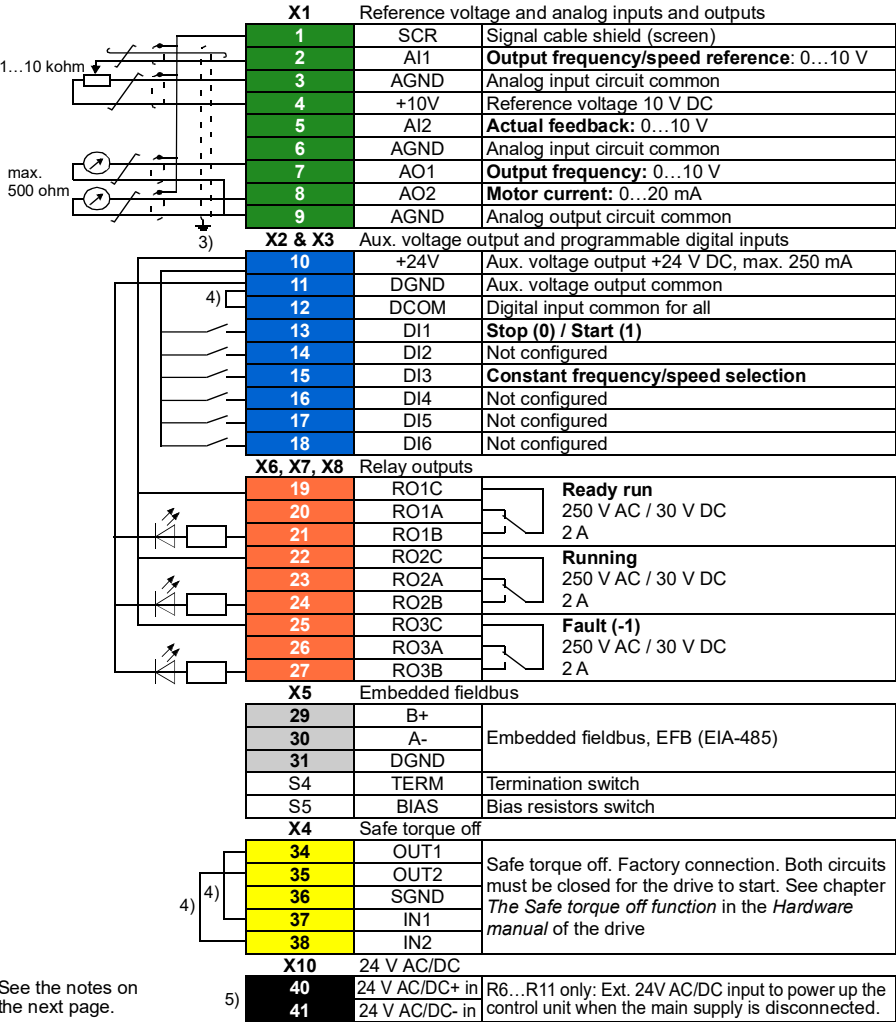 X1 Reference voltage and analog inputs and outputs
1 SCR Signal cable shield (screen)
2 AI1 Output frequency/speed reference: 0…10 V
1…10 kohm
3 AGND Analog input circuit common
4 +10V Reference voltage 10 V DC
5 AI2 Actual feedback: 0…10 V
6 AGND Analog input circuit common
max.
500 ohm
7 AO1 Output frequency: 0…10 V
8 AO2 Motor current: 0…20 mA
9 AGND Analog output circuit common
3)
X2 & X3 Aux. voltage output and programmable digital inputs
10 +24V Aux. voltage output +24 V DC, max. 250 mA
11 DGND Aux. voltage output common
4)
12 DCOM Digital input common for all
13 DI1 Stop (0) / Start (1)
14 DI2 Not configured
15 DI3 Constant frequency/speed selection
16 DI4 Not configured
17 DI5 Not configured
18 DI6 Not configured
X6, X7, X8 Relay outputs
19 RO1C Ready run
20 RO1A 250 V AC / 30 V DC
21 RO1B 2 A
22 RO2C Running
23 RO2A 250 V AC / 30 V DC
24 RO2B 2 A
25 RO3C Fault (-1)
26 RO3A 250 V AC / 30 V DC
27 RO3B 2 A
X5 Embedded fieldbus
29 B+
30 A- Embedded fieldbus, EFB (EIA-485)
31 DGND
S4 TERM Termination switch
S5 BIAS Bias resistors switch
X4 Safe torque off
34 OUT1
35 OUT2
36 SGND
37 IN1
38 IN2
Safe torque off. Factory connection. Both circuits
must be closed for the drive to start. See chapter
The Safe torque off function in the Hardware
manual of the drive
4) 4)
X10 24 V AC/DC
40 24 V AC/DC+ in R6…R11 only: Ext. 24V AC/DC input to power up the
41 24 V AC/DC- in control unit when the main supply is disconnected.
5)
See the notes on
the next page.